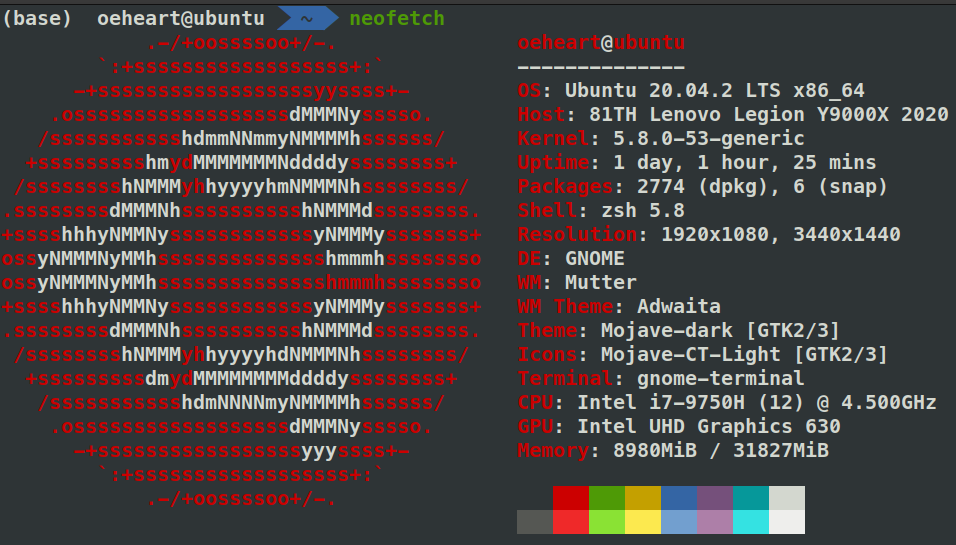 (base) oeheart@ubuntu ~ neofetch
            .-/+oossssoo+/-.               oeheart@ubuntu
        `:+ssssssssssssssssss+:`           --------------
      -+ssssssssssssssssssyyssss+-         OS: Ubuntu 20.04.2 LTS x86_64
    .ossssssssssssssssssdMMMNysssso.       Host: 81TH Lenovo Legion Y9000X 2020
   /ssssssssssshdmmNNmmyNMMMMhssssss/      Kernel: 5.8.0-53-generic
  +ssssssssshmydMMMMMMMNddddyssssssss+     Uptime: 1 day, 1 hour, 25 mins
 /sssssssshNMMMyhhyyyyhmNMMMNhssssssss/    Packages: 2774 (dpkg), 6 (snap)
.ssssssssdMMMNhsssssssssshNMMMdssssssss.   Shell: zsh 5.8
+sssshhhyNMMNyssssssssssssyNMMMysssssss+   Resolution: 1920x1080, 3440x1440
ossyNMMMNyMMhsssssssssssssshmmmhssssssso   DE: GNOME
ossyNMMMNyMMhsssssssssssssshmmmhssssssso   WM: Mutter
+sssshhhyNMMNyssssssssssssyNMMMysssssss+   WM Theme: Adwaita
.ssssssssdMMMNhsssssssssshNMMMdssssssss.   Theme: Mojave-dark [GTK2/3]
 /sssssssshNMMMyhhyyyyhdNMMMNhssssssss/    Icons: Mojave-CT-Light [GTK2/3]
  +sssssssssdmydMMMMMMMMddddyssssssss+     Terminal: gnome-terminal
   /ssssssssssshdmNNNNmyNMMMMhssssss/      CPU: Intel i7-9750H (12) @ 4.500GHz
    .ossssssssssssssssssdMMMNysssso.       GPU: Intel UHD Graphics 630
      -+sssssssssssssssssyyyssss+-         Memory: 8980MiB / 31827MiB
        `:+ssssssssssssssssss+:`
            .-/+oossssoo+/-.